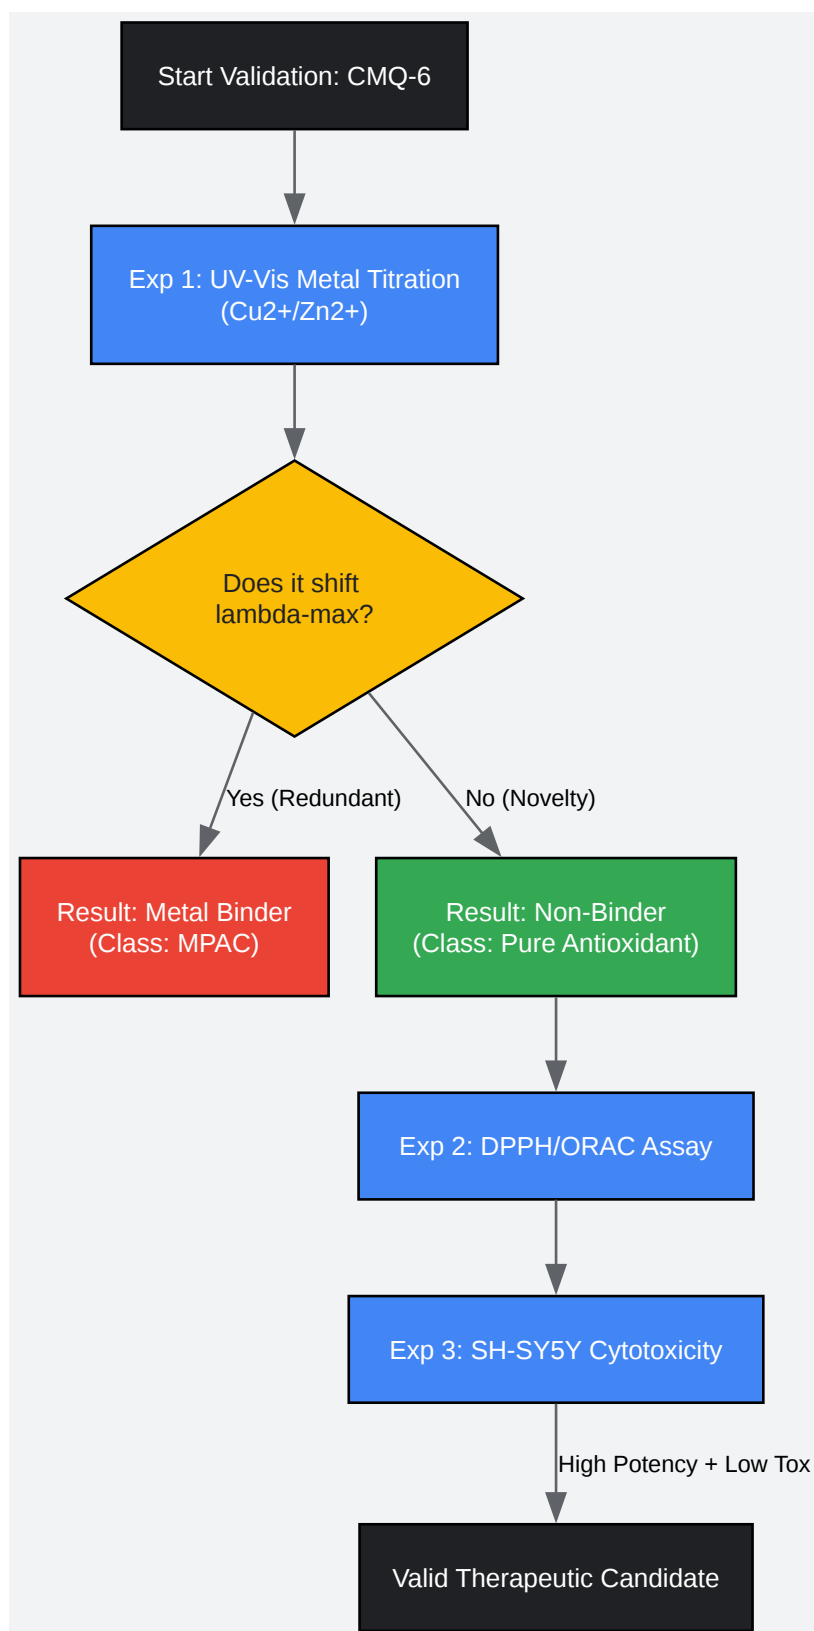 Start Validation: CMQ-6
Exp 1: UV-Vis Metal Titration
(Cu2+/Zn2+)
Does it shift
lambda-max?
Yes (Redundant)
No (Novelty)
Result: Metal Binder
(Class: MPAC)
Result: Non-Binder
(Class: Pure Antioxidant)
Exp 2: DPPH/ORAC Assay
Exp 3: SH-SY5Y Cytotoxicity
High Potency + Low Tox
Valid Therapeutic Candidate